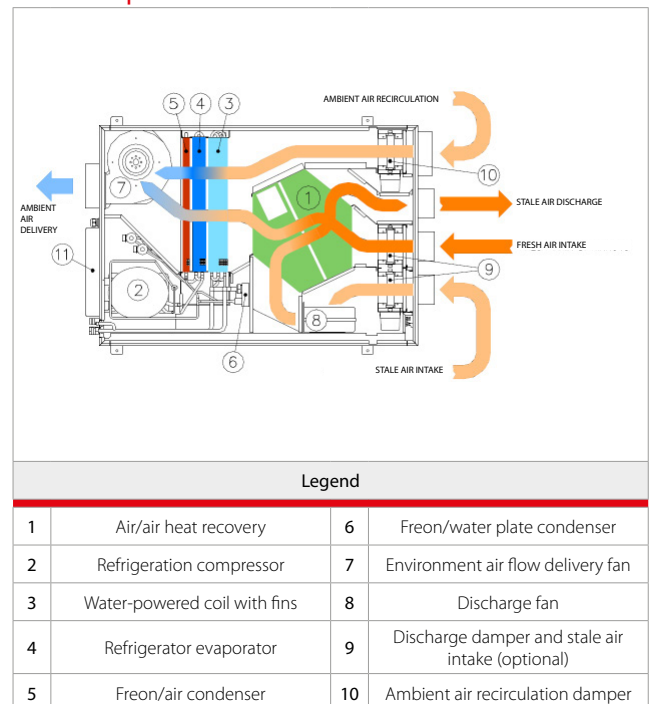 5
4
3
AMBIENT AIR RECIRCULATION
10
7
1
STALE AIR DISCHARGE
AMBIENT
AIR
DELIVERY
FRESH AIR INTAKE
11
9
2
8
6
STALE AIR INTAKE
Legend
1 Air/air heat recovery 6 Freon/water plate condenser
2 Refrigeration compressor 7 Environment air flow delivery fan
3 Water-powered coil with fins 8 Discharge fan
4 Refrigerator evaporator 9 Discharge damper and stale air
intake (optional)
5 Freon/air condenser 10 Ambient air recirculation damper